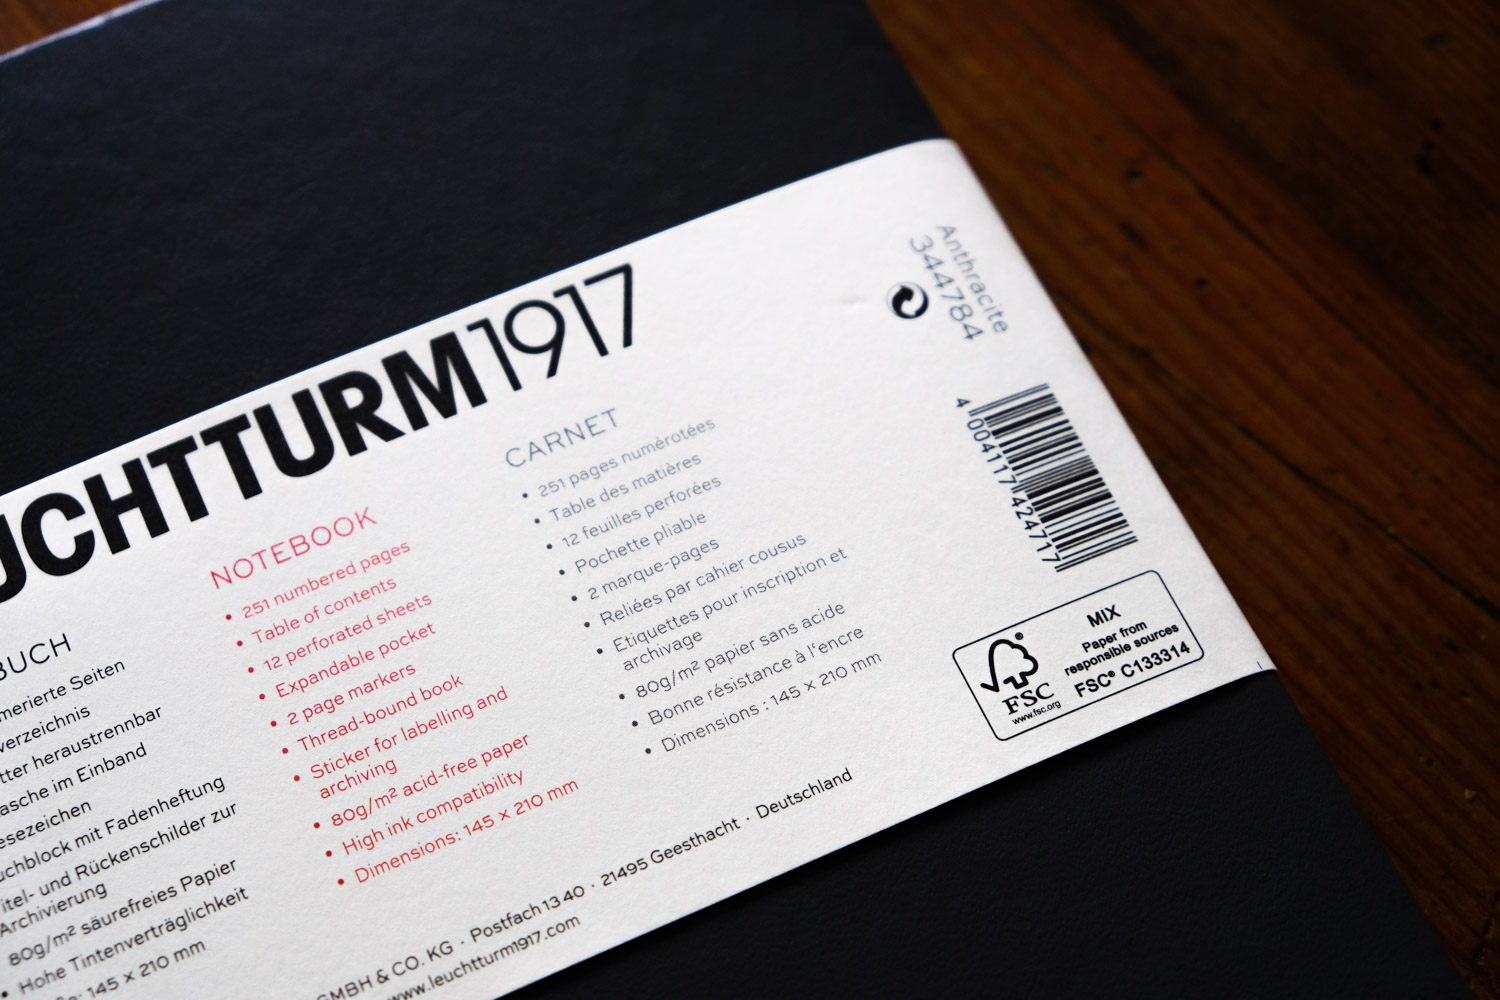 UCHTTURM1917
BUCH
merierte Seiten
verzeichnis
tter heraustrennbar
asche im Einband
esezeichen
uchblock mit Fadenheftung
itel- und Rückenschilder zur
Archivierung
80g/m² säurefreies Papier
• Hohe Tintenverträglichkeit
: 145 x 210 mm
NOTEBOOK
• 251 numbered pages
• Table of contents
• 12 perforated sheets
• Expandable pocket
• 2 page markers
• Thread-bound book
• Sticker for labelling and
archiving
• 80g/m² acid-free paper
• High ink compatibility
• Dimensions: 145 x 210 mm
CARNET
• 251 pages numérotées
• Table des matières
• 12 feuilles perforées
• Pochette pliable
• 2 marque-pages
• Reliées par cahier cousus
• Etiquettes pour inscription et
archivage
• 80g/m² papier sans acide
• Bonne résistance à l'encre
• Dimensions : 145 x 210 mm
GMBH & CO. KG · Postfach 1340 · 21495 Geesthacht · Deutschland
www.leuchtturm1917.com
Anthracite
344784
4 004117 424717
FSC®
www.fsc.org
MIX
Paper from
responsible sources
FSC® C133314